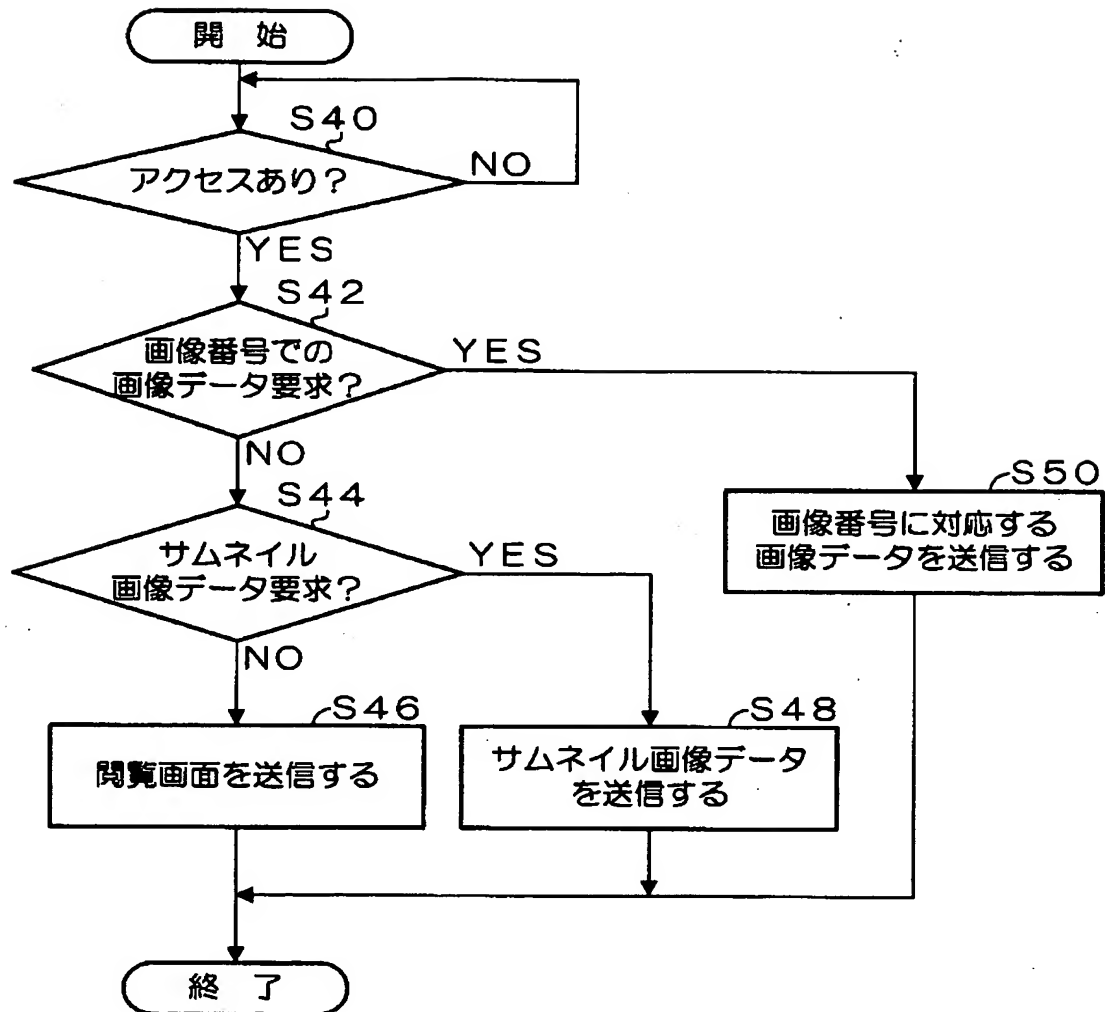 開 始
S40
アクセスあり?
NO
YES
S42
画像番号での
画像データ要求?
YES
NO
S44
サムネイル
画像データ要求?
YES
NO
S50
画像番号に対応する
画像データを送信する
S46
閲覧画面を送信する
S48
サムネイル画像データ
を送信する
終 了